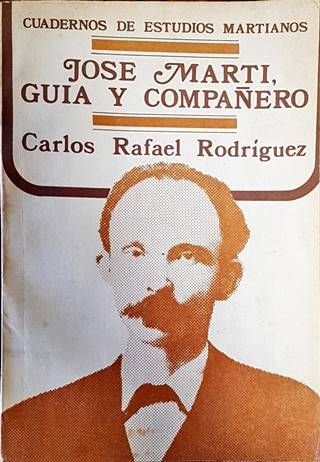 CUADERNOS DE ESTUDIOS MARTIANOS
JOSE MARTI,
GUIA Y COMPAÑERO
Carlos Rafael Rodríguez